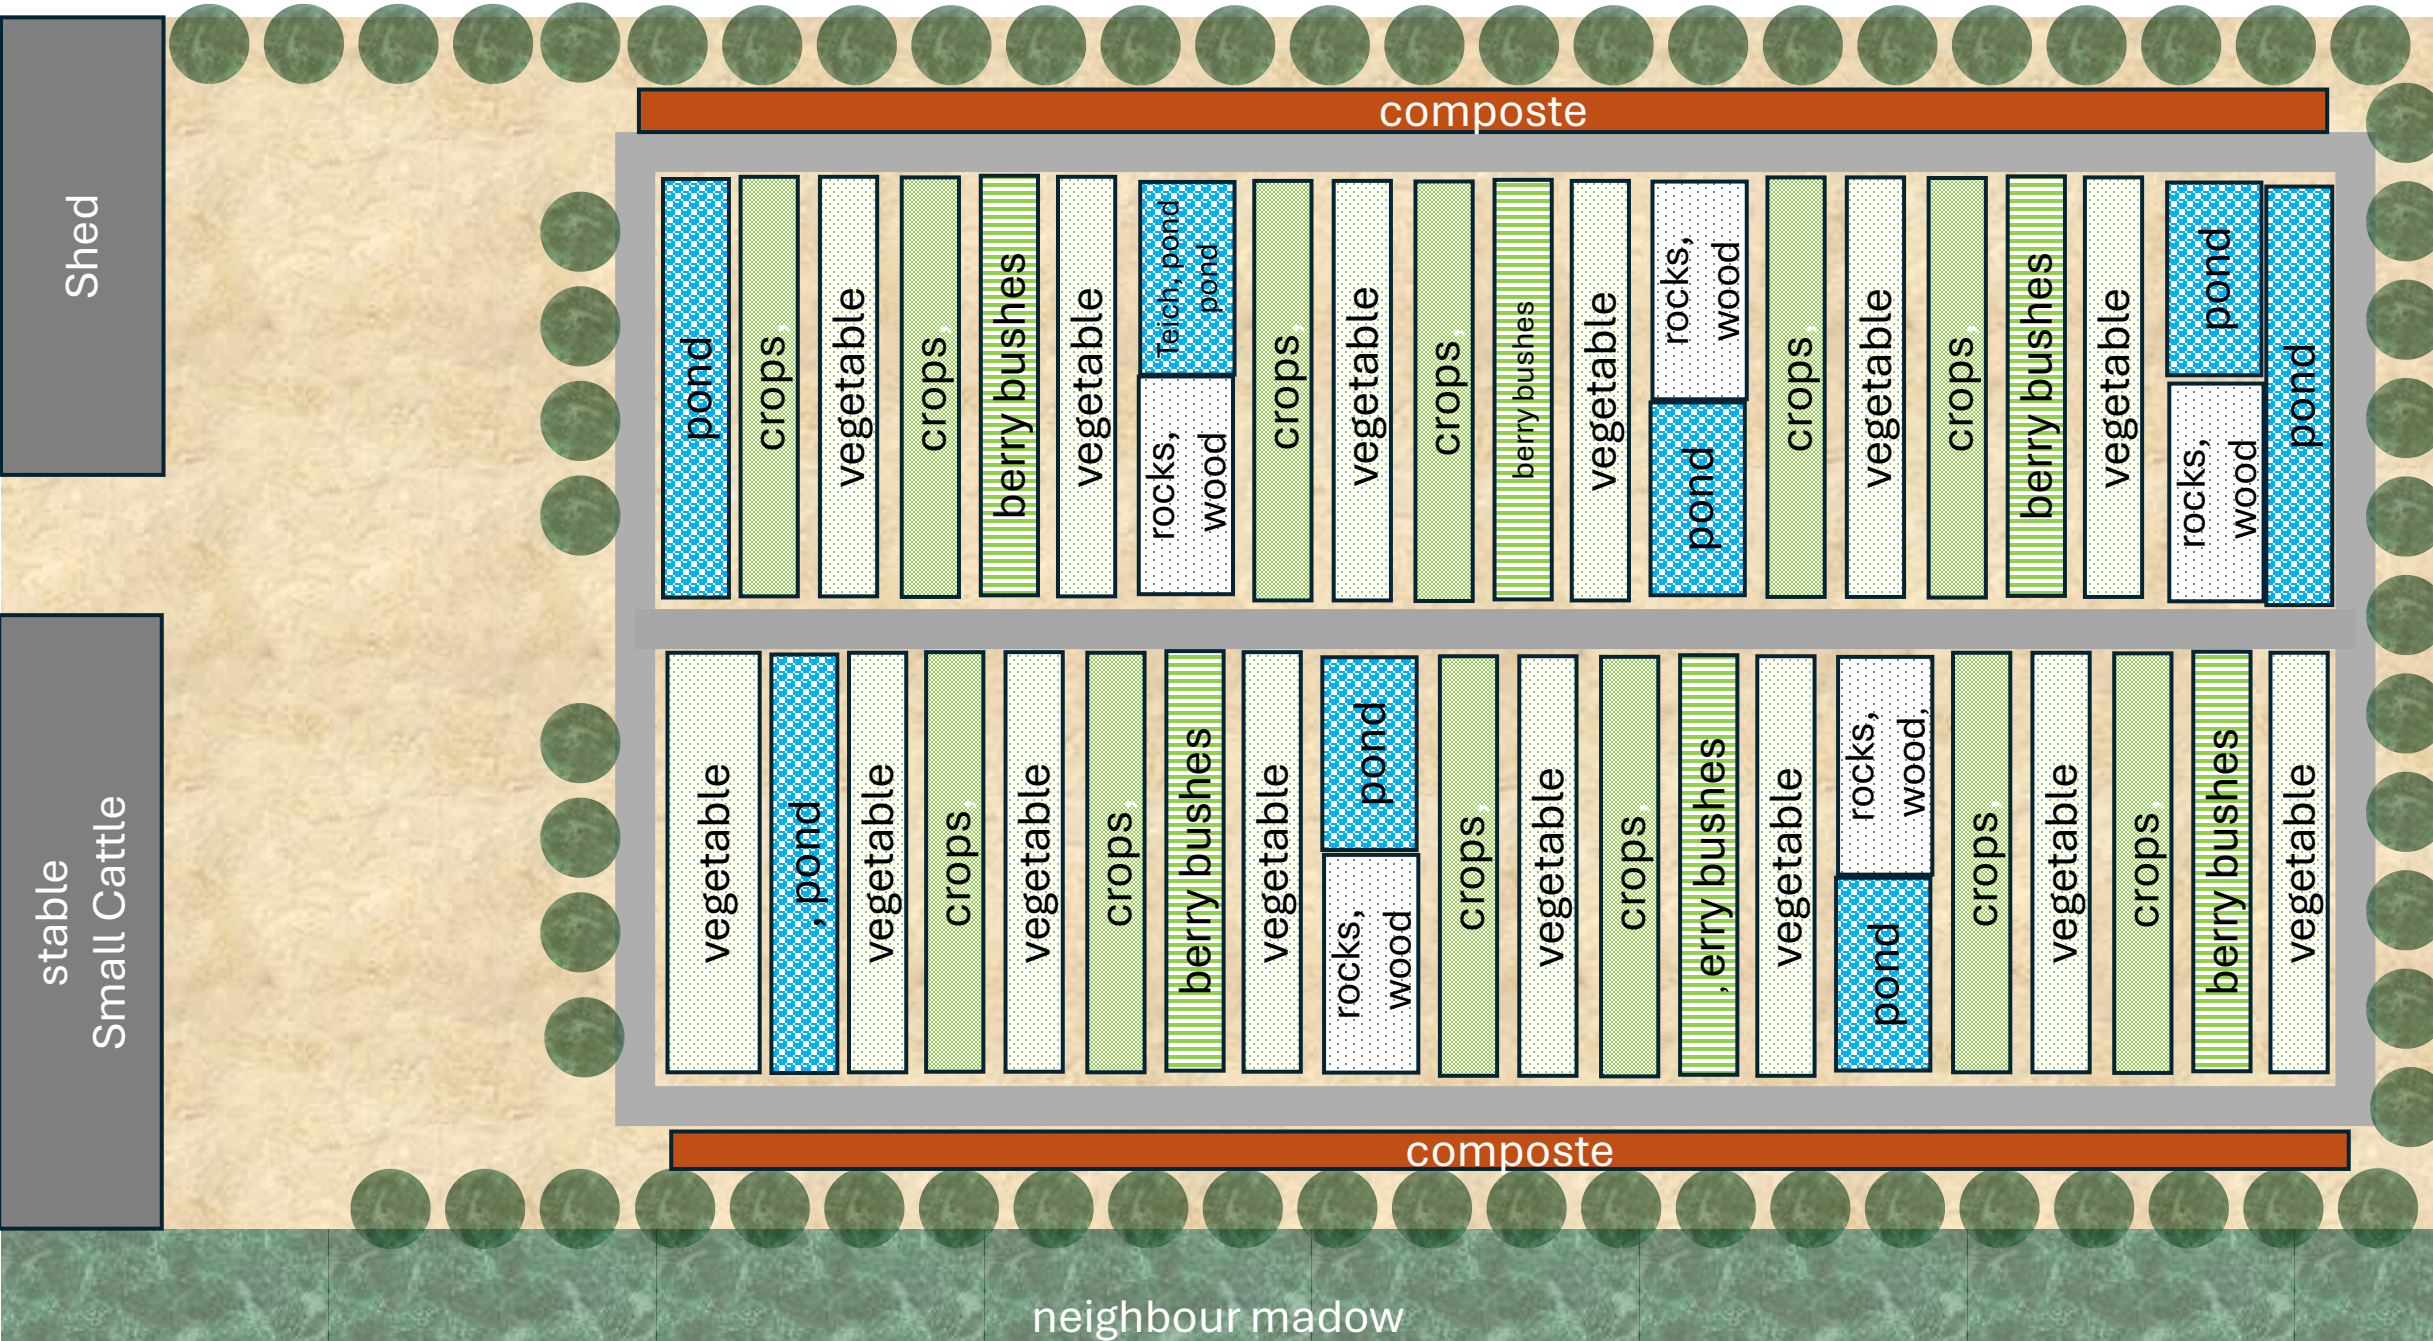 composte
Shed
pond
crops,
vegetable
crops,
berry bushes
vegetable
Teich, pond
pond
rocks,
wood
crops,
vegetable
crops,
berry bushes
vegetable
rocks,
wood
pond
crops,
vegetable
crops,
berry bushes
vegetable
pond
rocks,
wood
pond
stable
Small Cattle
vegetable
, pond
vegetable
crops,
vegetable
crops,
berry bushes
vegetable
pond
rocks,
wood
crops,
vegetable
crops,
, erry bushes
vegetable
rocks,
wood,
pond
crops,
vegetable
crops,
berry bushes
vegetable
composte
neighbour madow